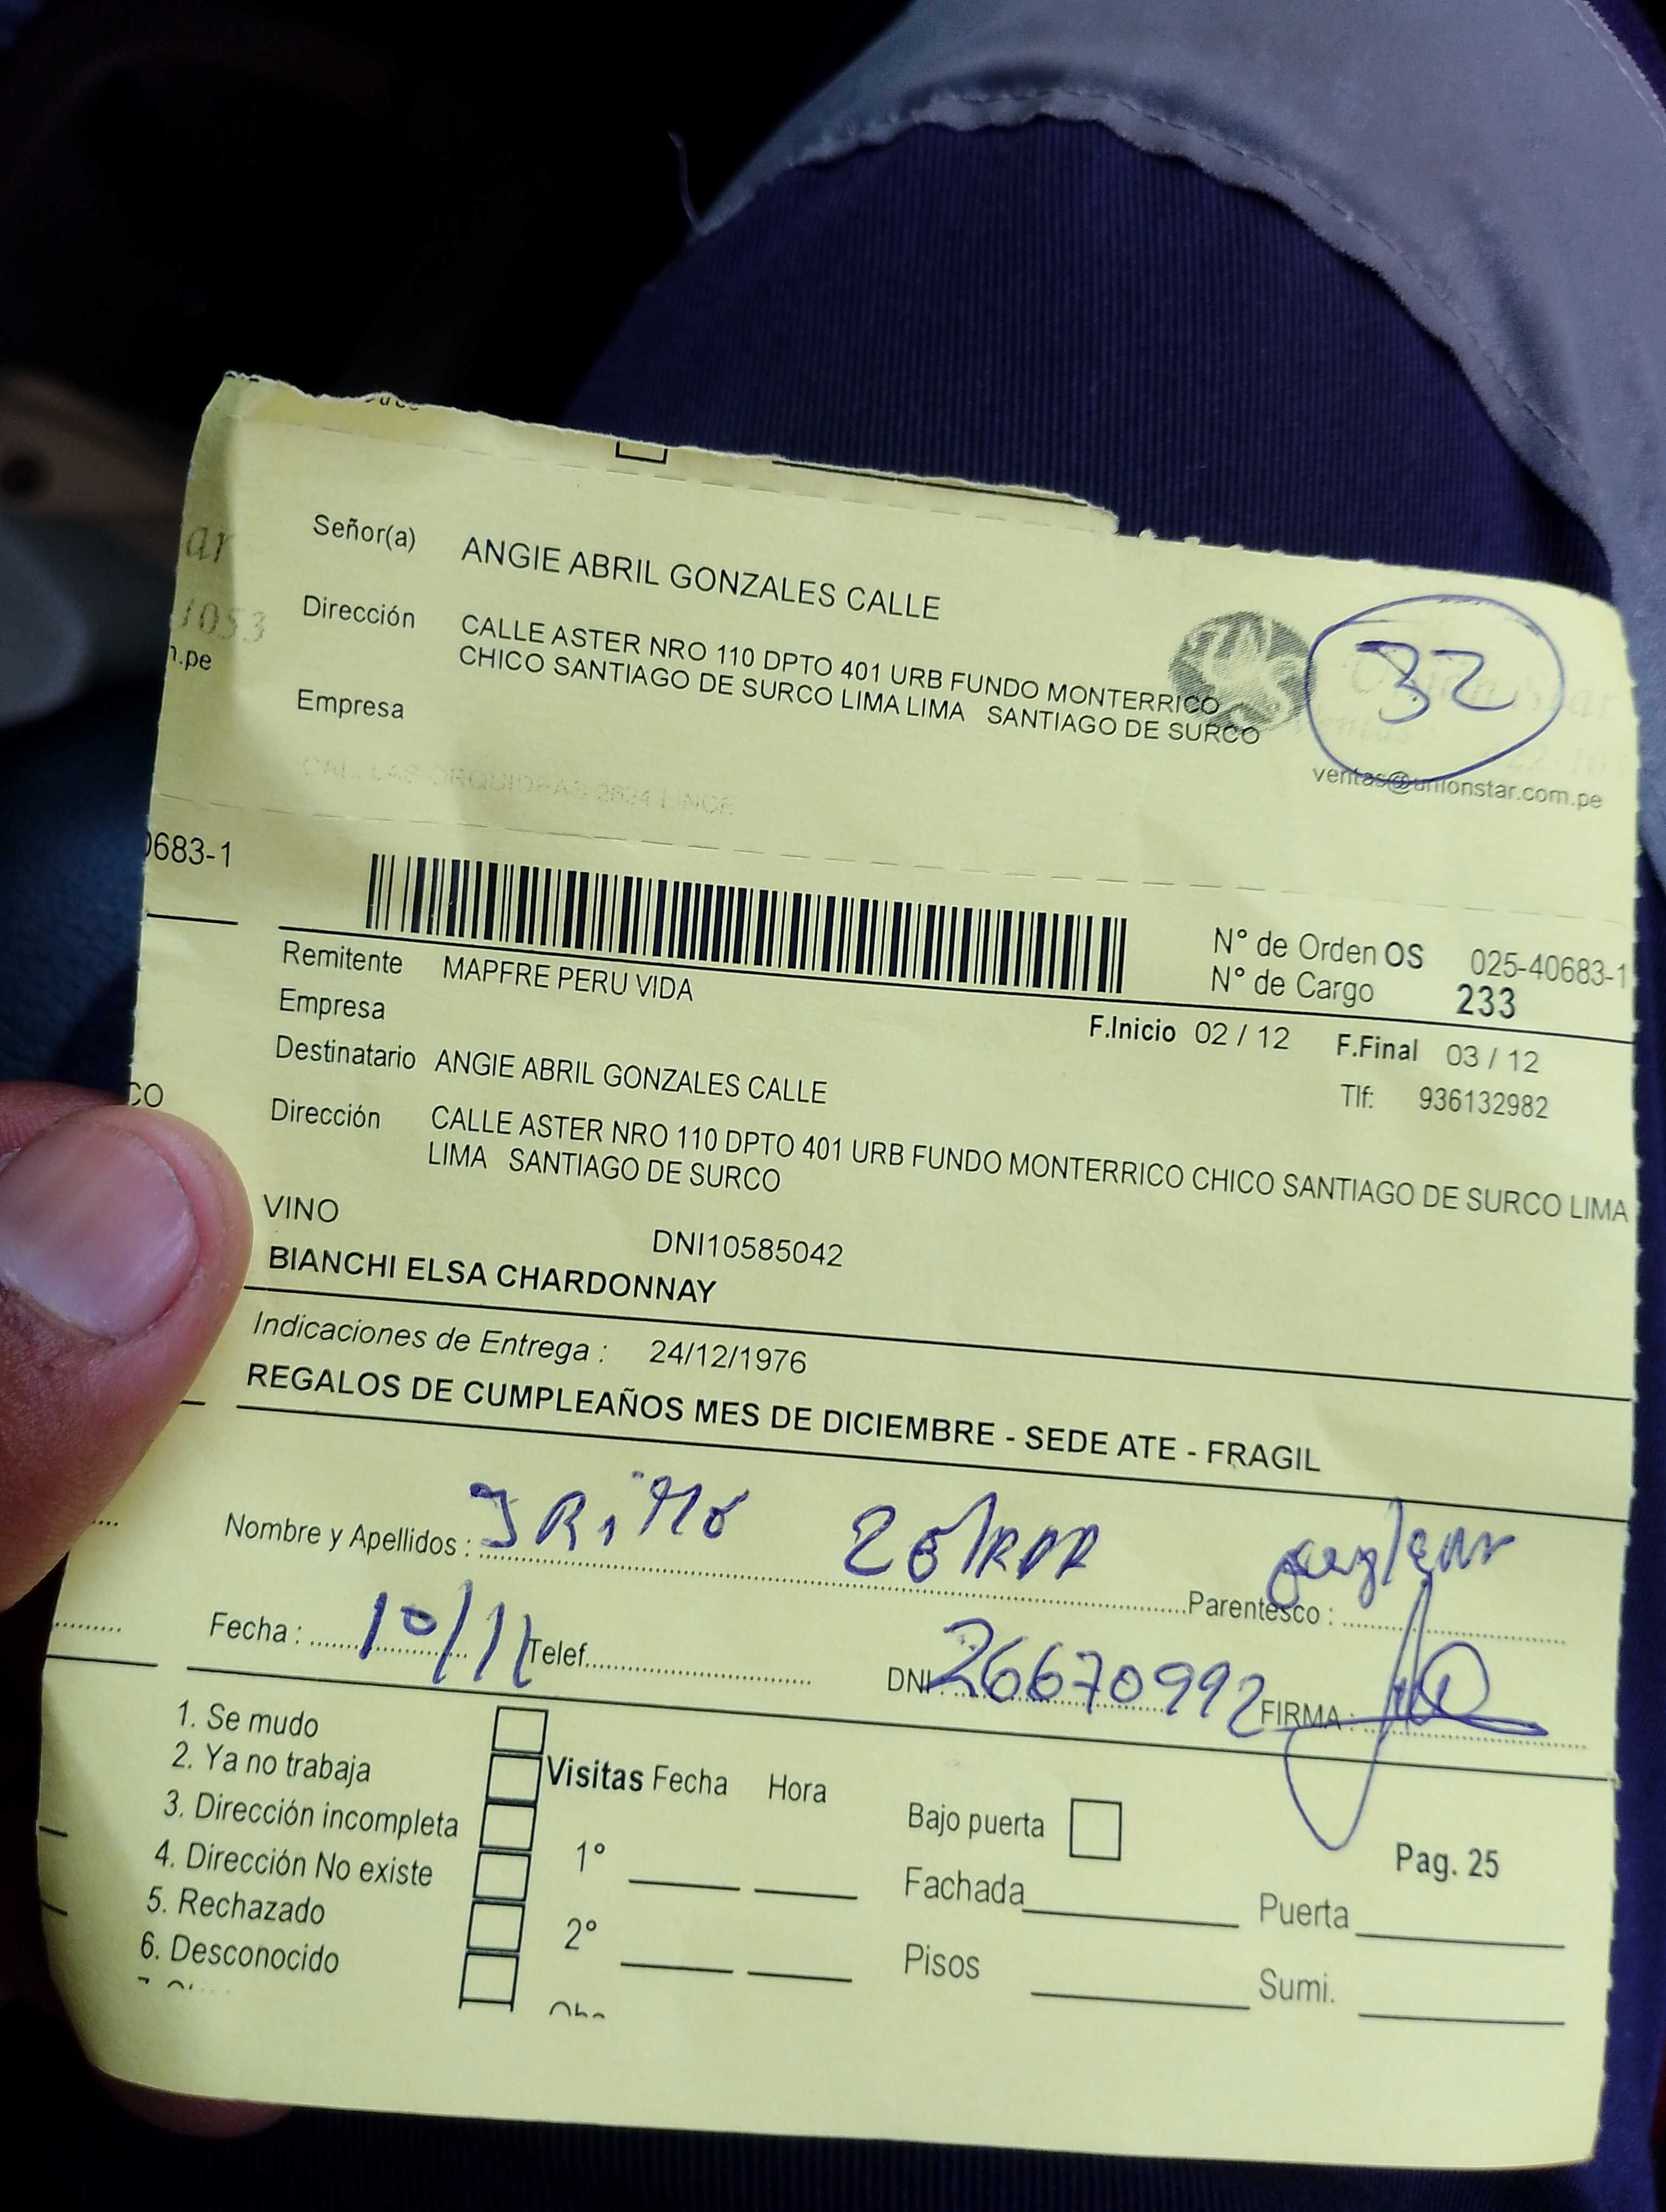 Señor(a) ANGIE ABRIL GONZALES CALLE
Dirección CALLE ASTER NRO 110 DPTO 401 URB FUNDO MONTERRICO
CHICO SANTIAGO DE SURCO LIMA LIMA SANTIAGO DE SURCO
32
Empresa
ventas@unionstar.com.pe
ar
1053
n.pe
0683-1
N° de Orden OS 025-40683-1
N° de Cargo 233
Remitente MAPFRE PERU VIDA
Empresa
F.Inicio 02 / 12 F.Final 03 / 12
Destinatario ANGIE ABRIL GONZALES CALLE
Tlf: 936132982
CO
Dirección CALLE ASTER NRO 110 DPTO 401 URB FUNDO MONTERRICO CHICO SANTIAGO DE SURCO LIMA
LIMA SANTIAGO DE SURCO
VINO
DNI10585042
BIANCHI ELSA CHARDONNAY
Indicaciones de Entrega : 24/12/1976
REGALOS DE CUMPLEAÑOS MES DE DICIEMBRE - SEDE ATE - FRAGIL
Nombre y Apellidos :
Parentesco :
Fecha : 10/11 Telef. DNI 26670992 FIRMA :
1. Se mudo
2. Ya no trabaja
3. Dirección incompleta
4. Dirección No existe
5. Rechazado
6. Desconocido
Visitas Fecha Hora
1°
2°
Bajo puerta
Pag. 25
Fachada Puerta
Pisos Sumi.